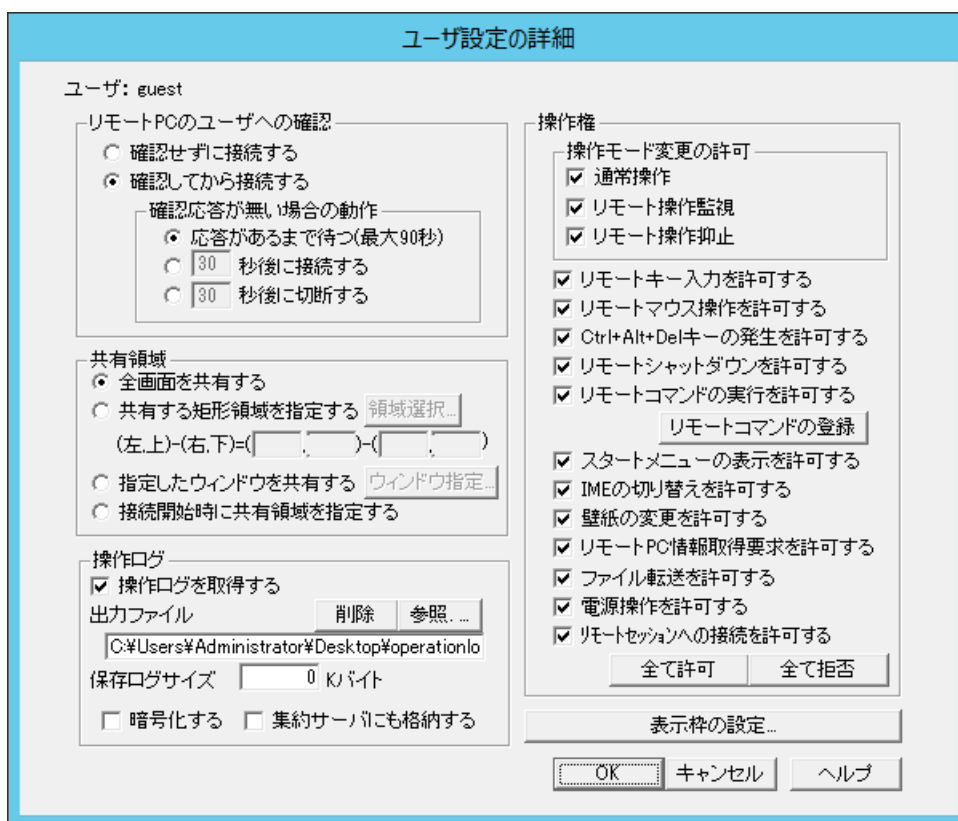 ユーザ設定の詳細
ユーザ: guest
リモートPCのユーザへの確認
確認せずに接続する
確認してから接続する
確認応答が無い場合の動作
応答があるまで待つ(最大90秒)
30 秒後に接続する
30 秒後に切断する
共有領域
全画面を共有する
共有する矩形領域を指定する 領域選択...
(左,上)-(右,下)=( , )-( , )
指定したウィンドウを共有する ウィンドウ指定...
接続開始時に共有領域を指定する
操作ログ
操作ログを取得する
出力ファイル 削除 参照...
C:¥Users¥Administrator¥Desktop¥operationlo
保存ログサイズ 0 Kバイト
暗号化する 集約サーバにも格納する
操作権
操作モード変更の許可
通常操作
リモート操作監視
リモート操作抑止
リモートキー入力を許可する
リモートマウス操作を許可する
Ctrl+Alt+Delキーの発生を許可する
リモートシャットダウンを許可する
リモートコマンドの実行を許可する
リモートコマンドの登録
スタートメニューの表示を許可する
IMEの切り替えを許可する
壁紙の変更を許可する
リモートPC情報取得要求を許可する
ファイル転送を許可する
電源操作を許可する
リモートセッションへの接続を許可する
全て許可 全て拒否
表示枠の設定...
OK キャンセル ヘルプ